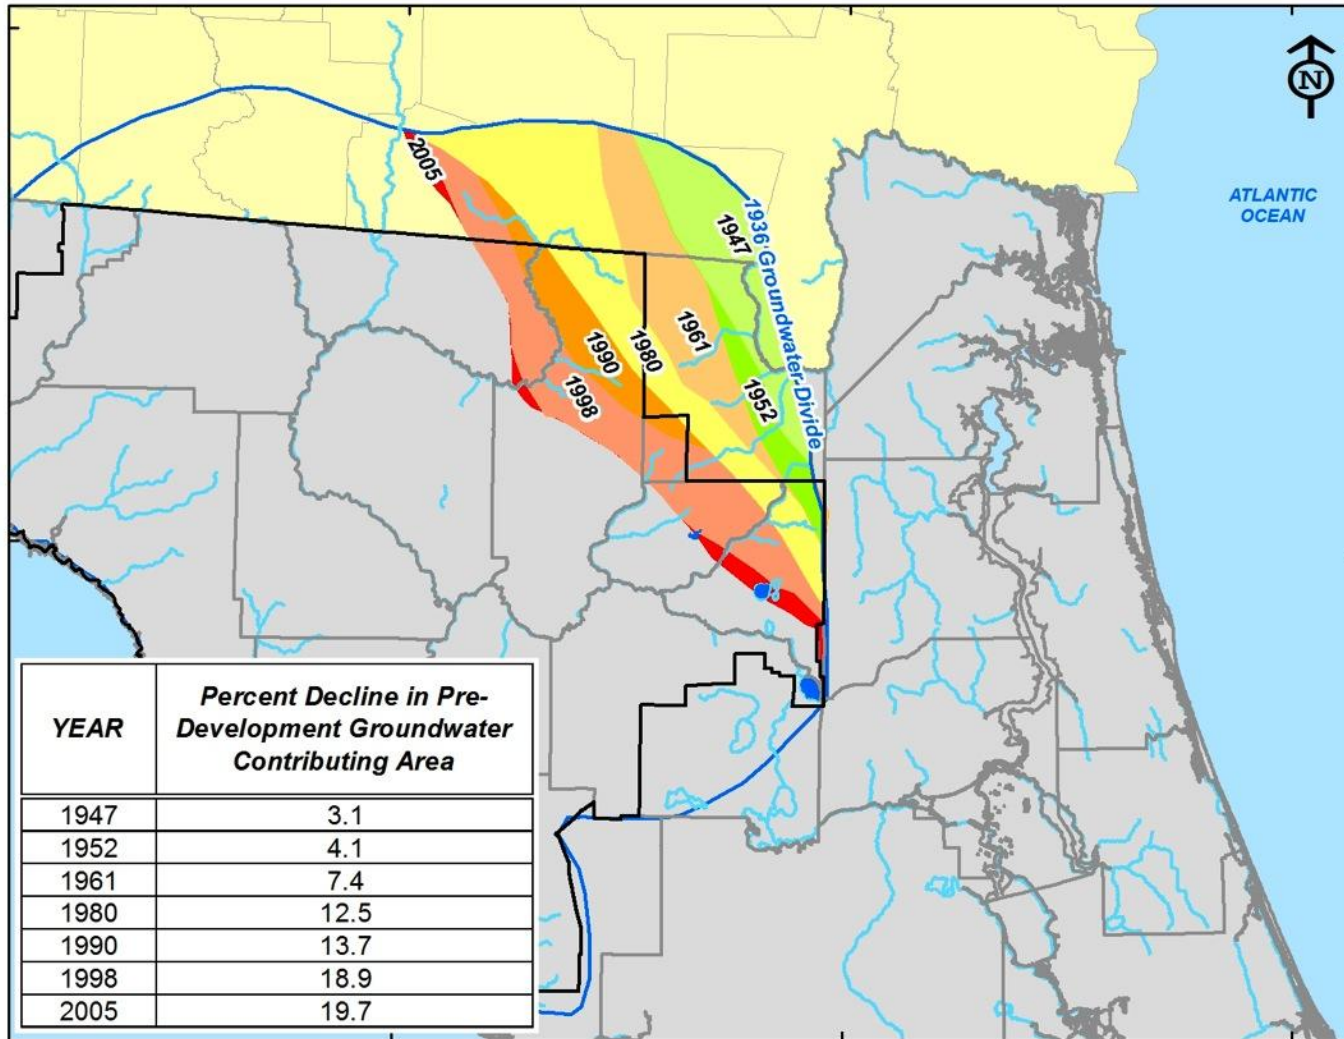 N
ATLANTIC
OCEAN
2005
1936 Groundwater Divide
1947
1961
1980
1990
1952
1998
YEAR
Percent Decline in Pre-
Development Groundwater
Contributing Area
1947 3.1
1952 4.1
1961 7.4
1980 12.5
1990 13.7
1998 18.9
2005 19.7